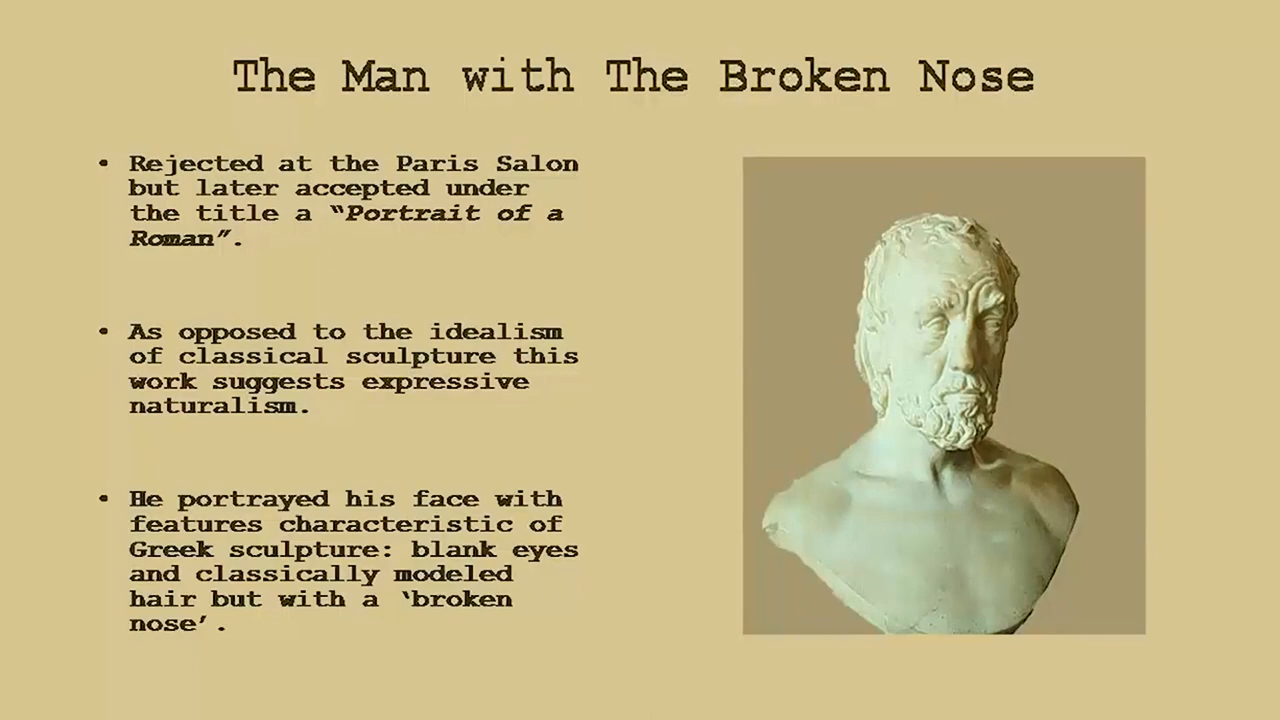 The Man with The Broken Nose
• Rejected at the Paris Salon
but later accepted under
the title a “Portrait of a
Roman”.
• As opposed to the idealism
of classical sculpture this
work suggests expressive
naturalism.
• He portrayed his face with
features characteristic of
Greek sculpture: blank eyes
and classically modeled
hair but with a ‘broken
nose’.